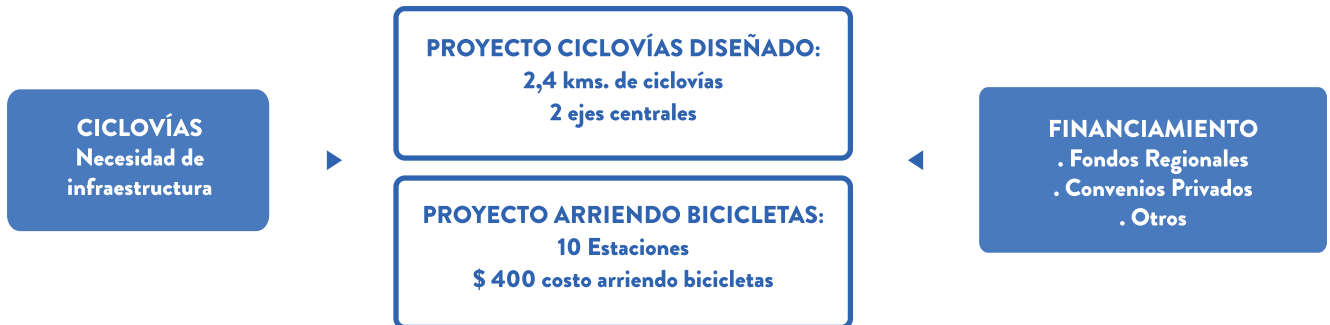 CICLOVÍAS
Necesidad de
infraestructura
PROYECTO CICLOVÍAS DISEÑADO:
2,4 kms. de ciclovías
2 ejes centrales
PROYECTO ARRIENDO BICICLETAS:
10 Estaciones
$ 400 costo arriendo bicicletas
FINANCIAMIENTO
. Fondos Regionales
. Convenios Privados
. Otros